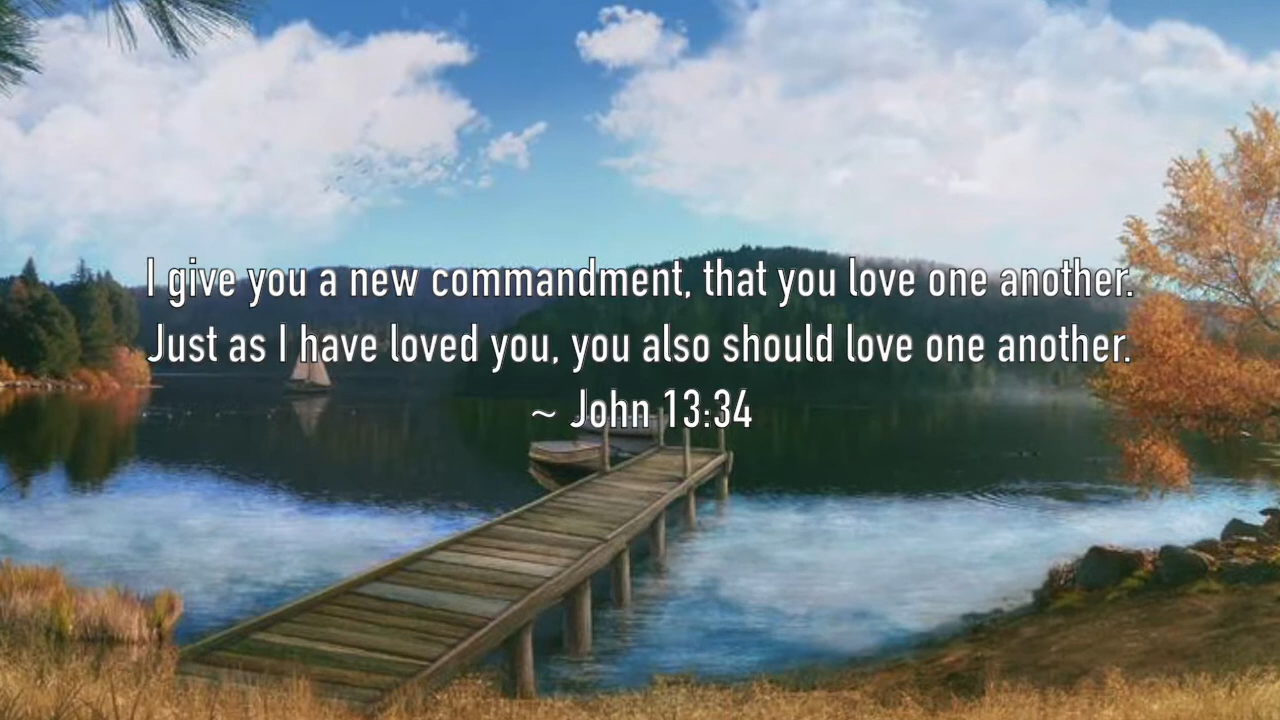 I give you a new commandment, that you love one another.
Just as I have loved you, you also should love one another.
~ John 13:34